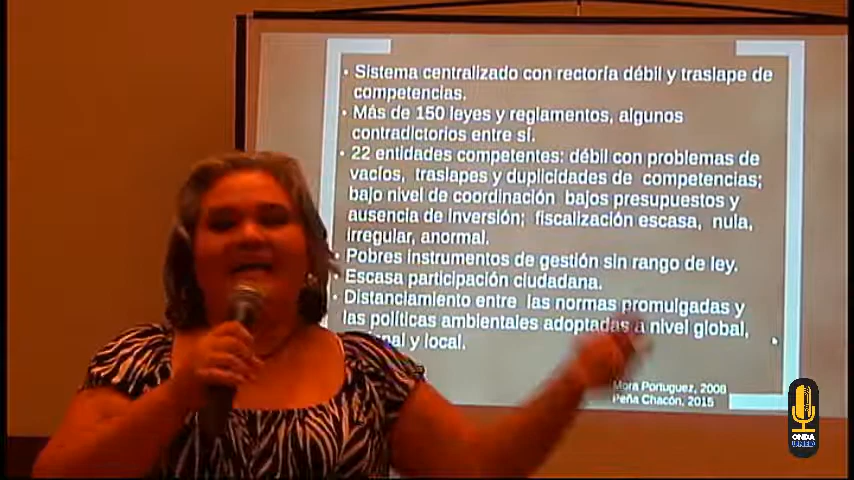 • Sistema centralizado con rectoría débil y traslape de
competencias.
• Más de 150 leyes y reglamentos, algunos
contradictorios entre sí.
• 22 entidades competentes: débil con problemas de
vacíos, traslapes y duplicidades de competencias;
bajo nivel de coordinación bajos presupuestos y
ausencia de inversión; fiscalización escasa, nula,
irregular, anormal.
• Pobres instrumentos de gestión sin rango de ley.
• Escasa participación ciudadana.
• Distanciamiento entre las normas promulgadas y
las políticas ambientales adoptadas a nivel global,
y local.
Mora Portuguez, 2008
Peña Chacón, 2015
ONDA
UNED